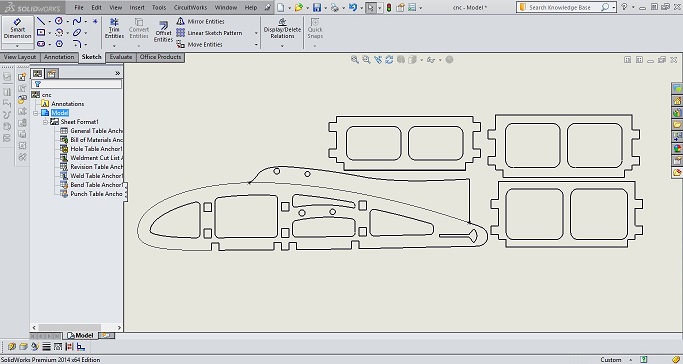 SOLIDWORKS
File Edit View Insert Tools CircuitWorks Window Help
cnc - Model *
Search Knowledge Base
Smart Dimension
Trim Entities
Convert Entities
Offset Entities
Mirror Entities
Linear Sketch Pattern
Move Entities
Display/Delete Relations
Quick Snaps
View Layout Annotation Sketch Evaluate Office Products
cnc
Annotations
Model
Sheet Format1
General Table Ancho
Bill of Materials Anc
Hole Table Anchor1
Weldment Cut List A
Revision Table Anch
Weld Table Anchor1
Bend Table Anchor1
Punch Table Ancho
Model
SolidWorks Premium 2014 x64 Edition
Custom